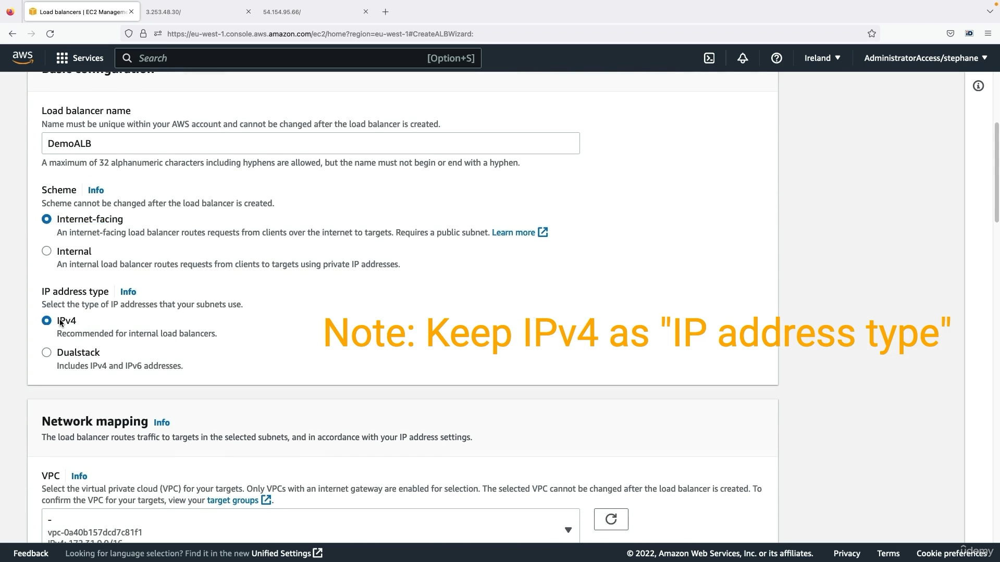 Load balancers | EC2 Managem
3.253.48.30/
54.154.95.66/
https://eu-west-1.console.aws.amazon.com/ec2/home?region=eu-west-1#CreateALBWizard:
iD
aws
Services
Search
[Option+S]
Ireland
AdministratorAccess/stephane
Basic configuration
Load balancer name
Name must be unique within your AWS account and cannot be changed after the load balancer is created.
DemoALB
A maximum of 32 alphanumeric characters including hyphens are allowed, but the name must not begin or end with a hyphen.
Scheme Info
Scheme cannot be changed after the load balancer is created.
Internet-facing
An internet-facing load balancer routes requests from clients over the internet to targets. Requires a public subnet. Learn more
Internal
An internal load balancer routes requests from clients to targets using private IP addresses.
IP address type Info
Select the type of IP addresses that your subnets use.
IPv4
Recommended for internal load balancers.
Note: Keep IPv4 as "IP address type"
Dualstack
Includes IPv4 and IPv6 addresses.
Network mapping Info
The load balancer routes traffic to targets in the selected subnets, and in accordance with your IP address settings.
VPC Info
Select the virtual private cloud (VPC) for your targets. Only VPCs with an internet gateway are enabled for selection. The selected VPC cannot be changed after the load balancer is created. To
confirm the VPC for your targets, view your target groups.
-
vpc-0a40b157dcd7c81f1
IPv4: 172.31.0.0/16
Feedback
Looking for language selection? Find it in the new Unified Settings
© 2022, Amazon Web Services, Inc. or its affiliates.
Privacy
Terms
Cookie preferences
ûdemy